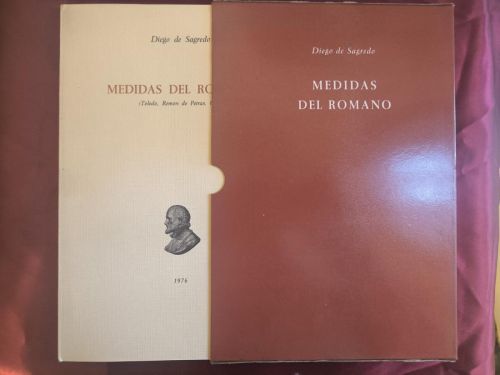 Diego de Sagredo
MEDIDAS DEL RO
(Toledo, Remon de Petras,
1976
Diego de Sagredo
MEDIDAS
DEL ROMANO